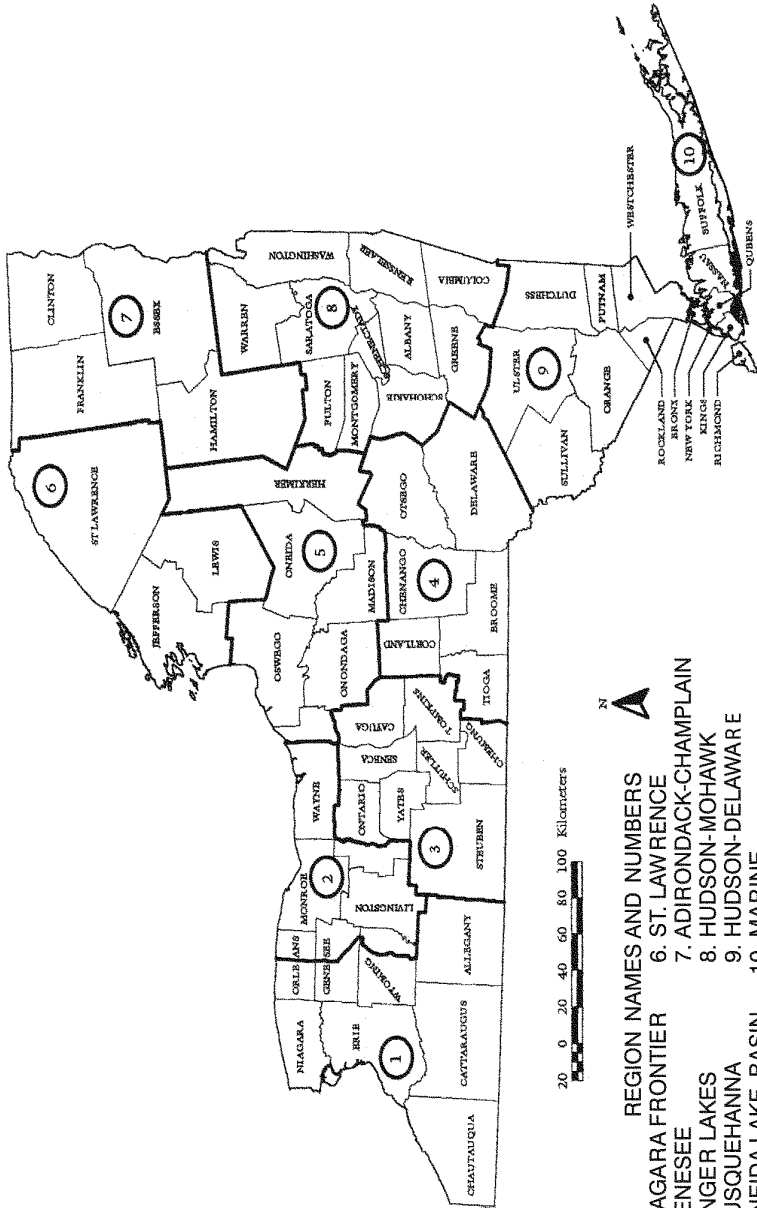 CLINTON
FRANKLIN
7
ESSEX
6
ST LAWRENCE
HAMILTON
WARREN
WASHINGTON
JEFFERSON
LEWIS
HERKIMER
ONEIDA
5
OSWEGO
FULTON
SARATOGA
8
MONTGOMERY
SCHENECTADY
RENSSELAER
ALBANY
SCHOHARIE
GREENE
COLUMBIA
NIAGARA
ORLEANS
MONROE
2
WAYNE
GENESEE
ERIE
1
WYOMING
LIVINGSTON
ONTARIO
YATES
SENECA
CAYUGA
ONONDAGA
MADISON
CHENANGO
4
CORTLAND
OTSEGO
DELAWARE
TOMPKINS
SCHUYLER
CHEMUNG
TIOGA
BROOME
STEUBEN
3
ALLEGANY
CATTARAUGUS
CHAUTAUQUA
ULSTER
9
DUTCHESS
SULLIVAN
ORANGE
PUTNAM
WESTCHESTER
ROCKLAND
BRONX
NEW YORK
KINGS
RICHMOND
QUEENS
NASSAU
SUFFOLK
10
N
20 0 20 40 60 80 100 Kilometers
REGION NAMES AND NUMBERS
AGARA FRONTIER 6. ST. LAWRENCE
ENESEE 7. ADIRONDACK-CHAMPLAIN
NGER LAKES 8. HUDSON-MOHAWK
USQUEHANNA 9. HUDSON-DELAWARE
NEIDA LAKE BASIN 10. MARINE